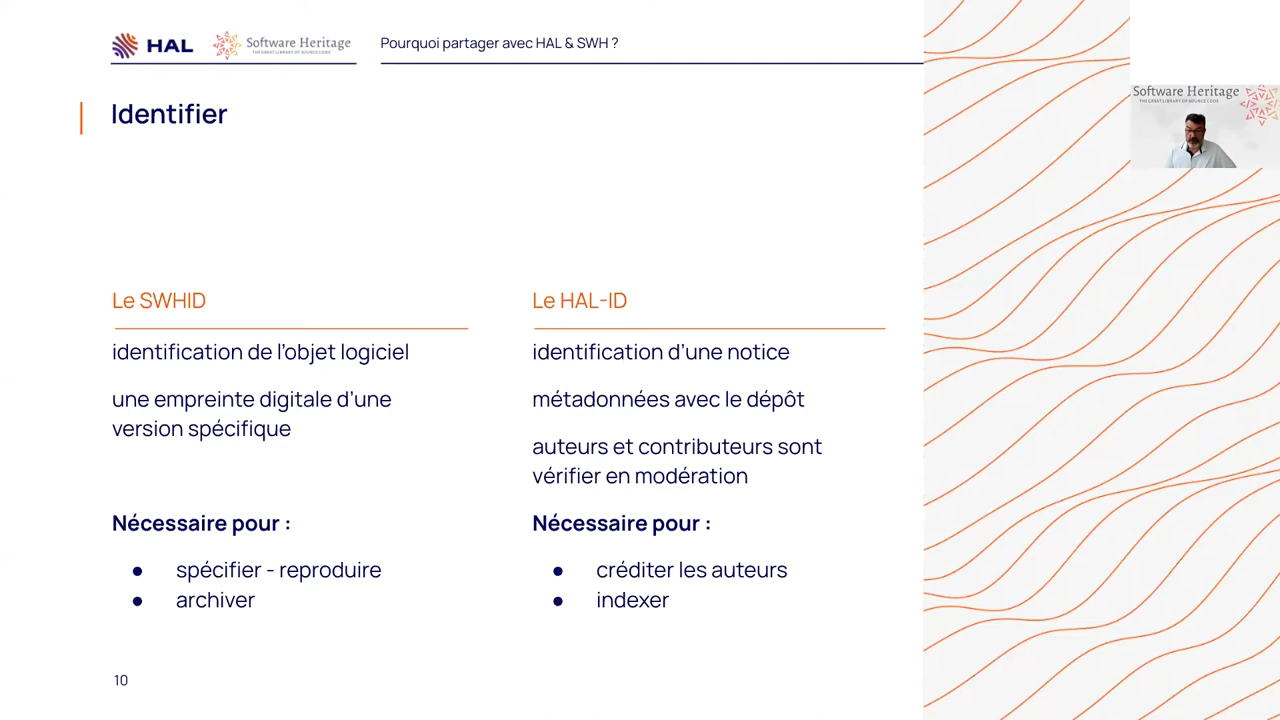 HAL
Software Heritage
THE GREAT LIBRARY OF SOURCE CODE
Pourquoi partager avec HAL & SWH ?
Software Heritage
THE GREAT LIBRARY OF SOURCE CODE
Identifier
Le SWHID
identification de l’objet logiciel
une empreinte digitale d’une
version spécifique
Nécessaire pour :
● spécifier - reproduire
● archiver
Le HAL-ID
identification d’une notice
métadonnées avec le dépôt
auteurs et contributeurs sont
vérifier en modération
Nécessaire pour :
● créditer les auteurs
● indexer
10